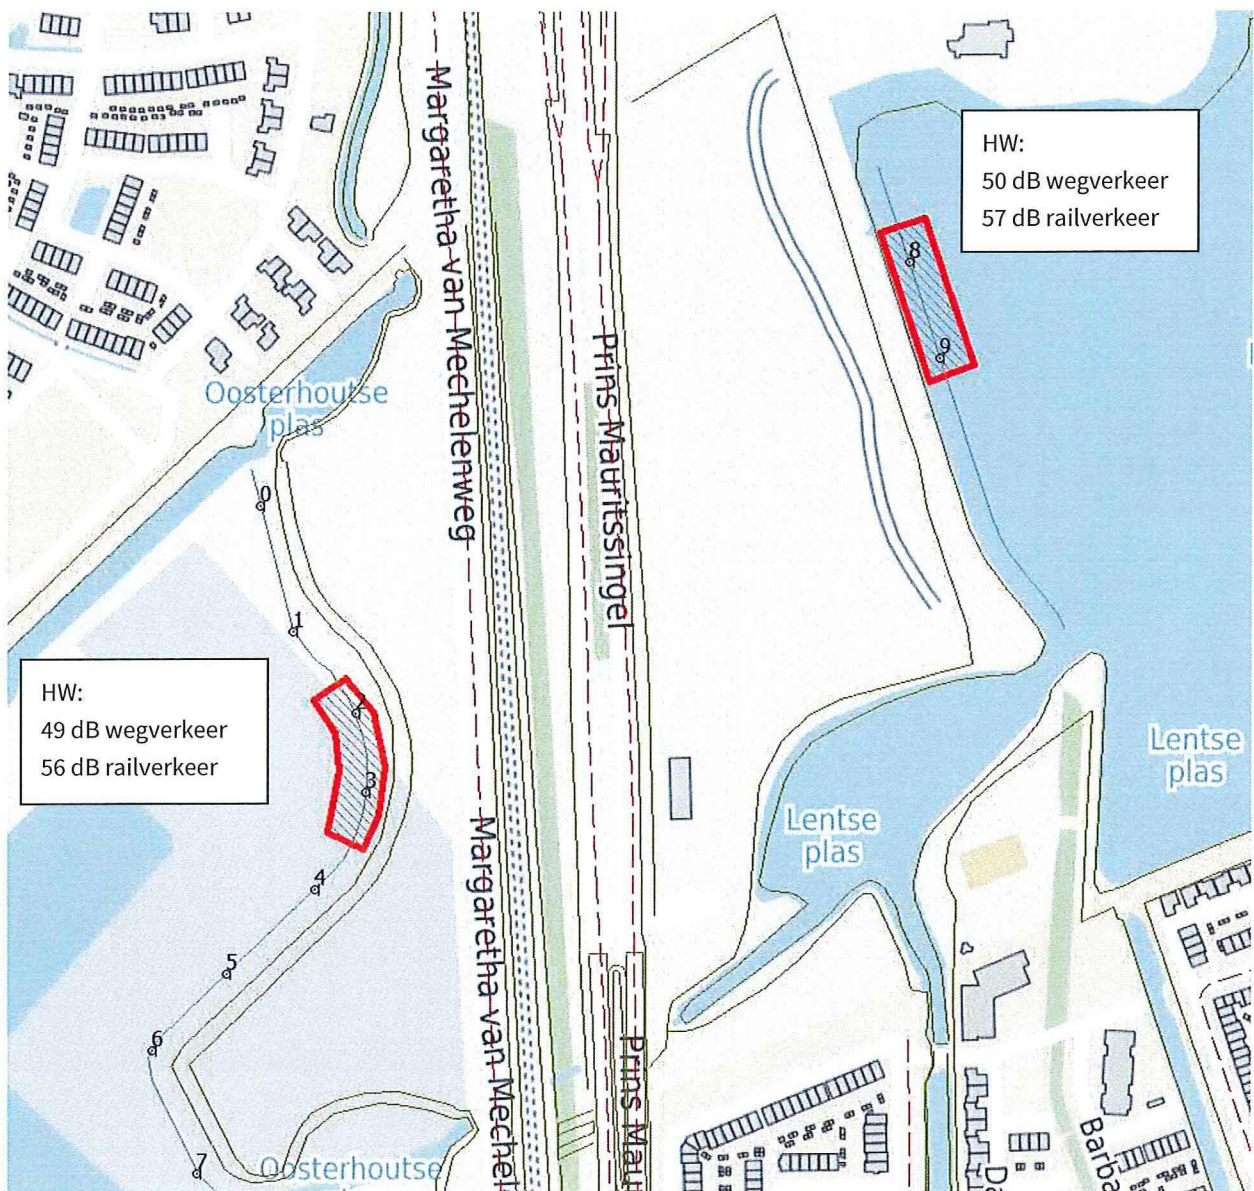 Margaretha van Mechelenweg
HW:
50 dB wegverkeer
57 dB railverkeer
8
9
Prins Mauritssingel
Oosterhoutse
plas
0
1
HW:
49 dB wegverkeer
56 dB railverkeer
2
3
4
5
6
7
Lentse
plas
Lentse
plas
Margaretha van Mechel
Prins Maur
Oosterhoutse
Da
Barba